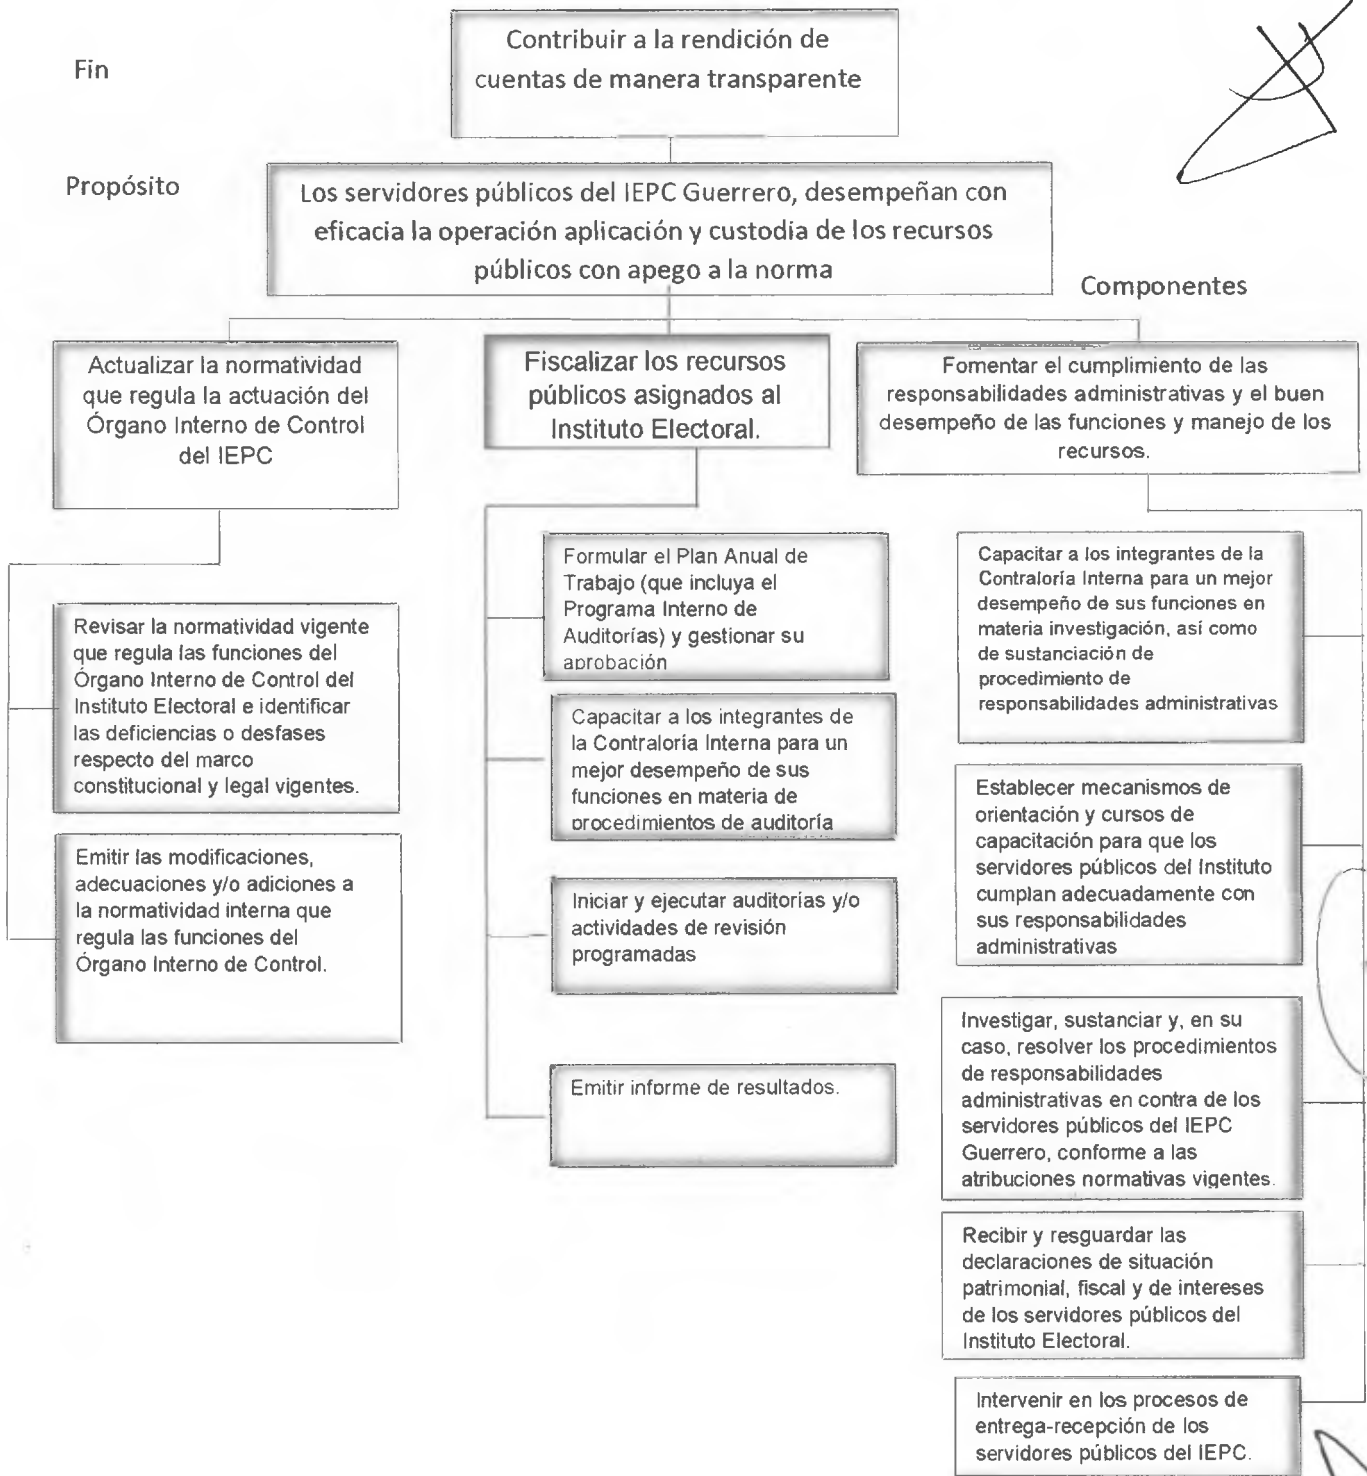 Fin
Contribuir a la rendición de
cuentas de manera transparente
Propósito
Los servidores públicos del IEPC Guerrero, desempeñan con
eficacia la operación aplicación y custodia de los recursos
públicos con apego a la norma
Componentes
Actualizar la normatividad
que regula la actuación del
Órgano Interno de Control
del IEPC
Fiscalizar los recursos
públicos asignados al
Instituto Electoral.
Fomentar el cumplimiento de las
responsabilidades administrativas y el buen
desempeño de las funciones y manejo de los
recursos.
Revisar la normatividad vigente
que regula las funciones del
Órgano Interno de Control del
Instituto Electoral e identificar
las deficiencias o desfases
respecto del marco
constitucional y legal vigentes.
Emitir las modificaciones,
adecuaciones y/o adiciones a
la normatividad interna que
regula las funciones del
Órgano Interno de Control.
Formular el Plan Anual de
Trabajo (que incluya el
Programa Interno de
Auditorías) y gestionar su
aprobación
Capacitar a los integrantes de
la Contraloría Interna para un
mejor desempeño de sus
funciones en materia de
procedimientos de auditoría
Iniciar y ejecutar auditorías y/o
actividades de revisión
programadas
Emitir informe de resultados.
Capacitar a los integrantes de la
Contraloría Interna para un mejor
desempeño de sus funciones en
materia investigación, así como
de sustanciación de
procedimiento de
responsabilidades administrativas
Establecer mecanismos de
orientación y cursos de
capacitación para que los
servidores públicos del Instituto
cumplan adecuadamente con
sus responsabilidades
administrativas
Investigar, sustanciar y, en su
caso, resolver los procedimientos
de responsabilidades
administrativas en contra de los
servidores públicos del IEPC
Guerrero, conforme a las
atribuciones normativas vigentes.
Recibir y resguardar las
declaraciones de situación
patrimonial, fiscal y de intereses
de los servidores públicos del
Instituto Electoral.
Intervenir en los procesos de
entrega-recepción de los
servidores públicos del IEPC.